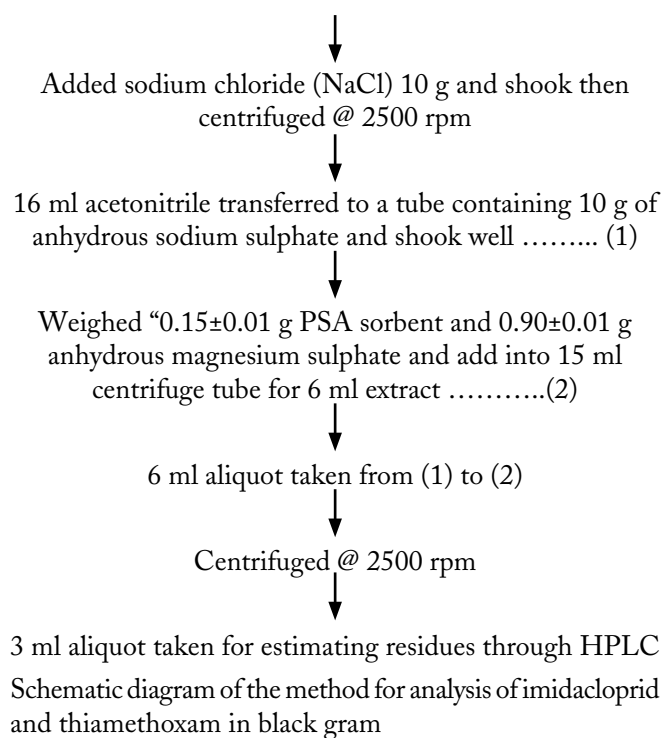 Added sodium chloride (NaCl) 10 g and shook then
centrifuged @ 2500 rpm
16 ml acetonitrile transferred to a tube containing 10 g of
anhydrous sodium sulphate and shook well ……... (1)
Weighed “0.15±0.01 g PSA sorbent and 0.90±0.01 g
anhydrous magnesium sulphate and add into 15 ml
centrifuge tube for 6 ml extract ………..(2)
6 ml aliquot taken from (1) to (2)
Centrifuged @ 2500 rpm
3 ml aliquot taken for estimating residues through HPLC
Schematic diagram of the method for analysis of imidacloprid
and thiamethoxam in black gram